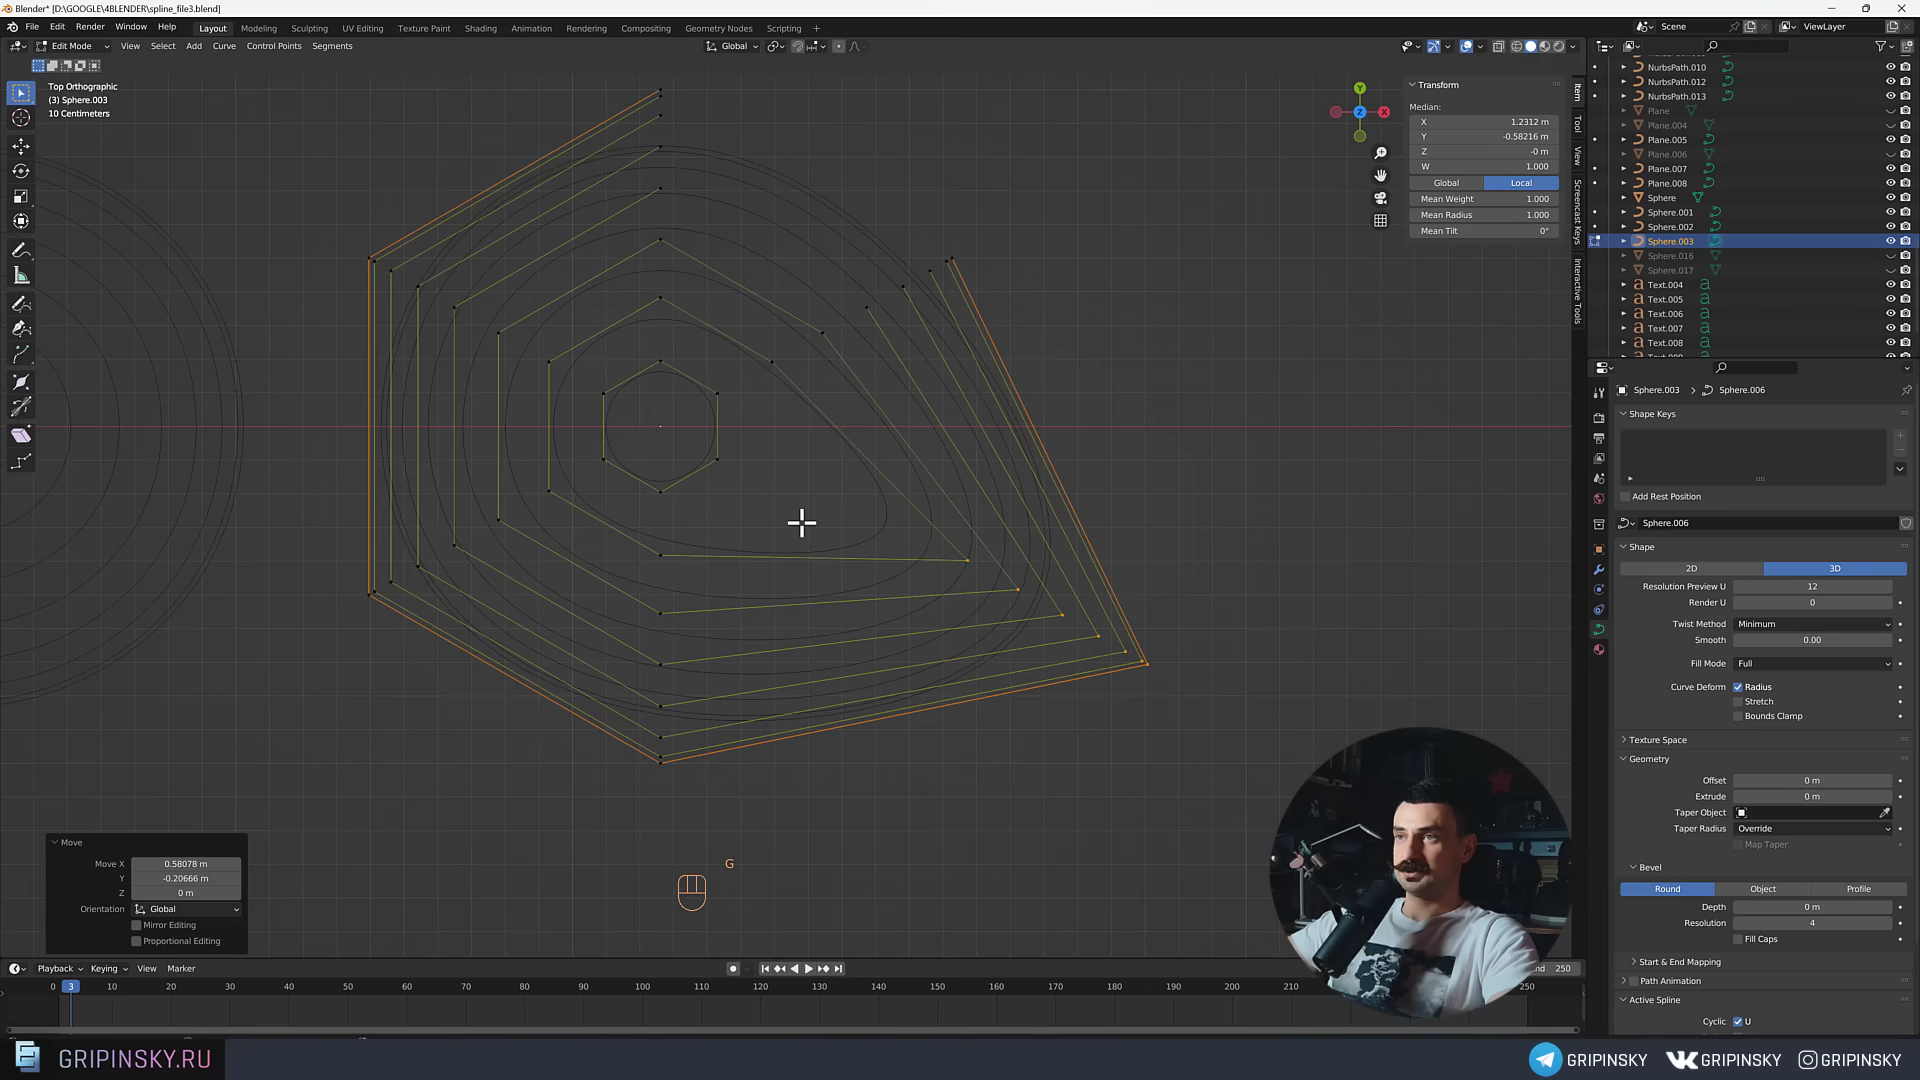 Blender* [D:\GOOGLE\4BLENDER\spline_file3.blend]
File Edit Render Window Help Layout Modeling Sculpting UV Editing Texture Paint Shading Animation Rendering Compositing Geometry Nodes Scripting + Scene ViewLayer
Edit Mode View Select Add Curve Control Points Segments Global
Top Orthographic
(3) Sphere.003
10 Centimeters
Y
X
Z
Transform
Median:
X 1.2312 m
Y -0.58216 m
Z -0 m
W 1.000
Global Local
Mean Weight 1.000
Mean Radius 1.000
Mean Tilt 0°
Item
Tool
View
Screencast Keys
Interactive Tools
NurbsPath.010
NurbsPath.012
NurbsPath.013
Plane
Plane.004
Plane.005
Plane.006
Plane.007
Plane.008
Sphere
Sphere.001
Sphere.002
Sphere.003
Sphere.016
Sphere.017
Text.004
Text.005
Text.006
Text.007
Text.008
Sphere.003 > Sphere.006
Shape Keys
Add Rest Position
Sphere.006
Shape
2D 3D
Resolution Preview U 12
Render U 0
Twist Method Minimum
Smooth 0.00
Fill Mode Full
Curve Deform Radius
Stretch
Bounds Clamp
Texture Space
Geometry
Offset 0 m
Extrude 0 m
Taper Object
Taper Radius Override
Map Taper
Bevel
Round Object Profile
Depth 0 m
Resolution 4
Fill Caps
Start & End Mapping
Path Animation
Active Spline
Cyclic U
Move
Move X 0.58078 m
Y -0.20666 m
Z 0 m
Orientation Global
Mirror Editing
Proportional Editing
G
Playback Keying View Marker
nd 250
0 3 10 20 30 40 50 60 70 80 90 100 110 120 130 140 150 160 170 180 190 200 210 250
GRIPINSKY.RU
GRIPINSKY GRIPINSKY GRIPINSKY